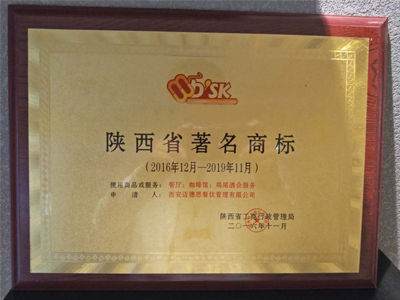 陕西省著名商标
(2016年12月—2019年11月)
使用商品或服务：餐厅；咖啡馆；鸡尾酒会服务
申请人：西安迈德思餐饮管理有限公司
陕西省工商行政管理局
二〇一六年十一月